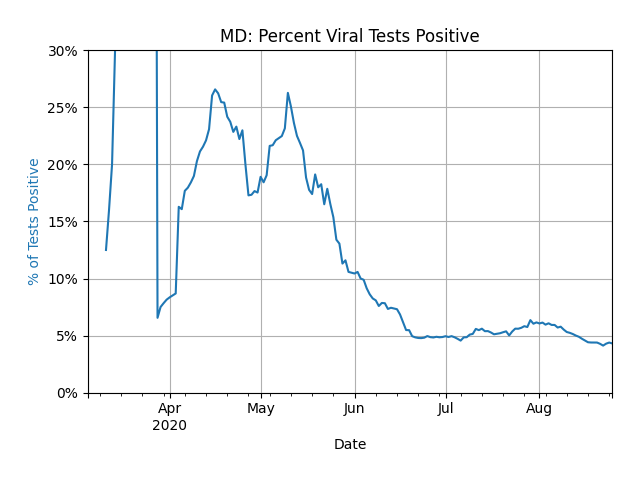 MD: Percent Viral Tests Positive
% of Tests Positive
30%
25%
20%
15%
10%
5%
0%
Apr
2020
May
Jun
Jul
Aug
Date